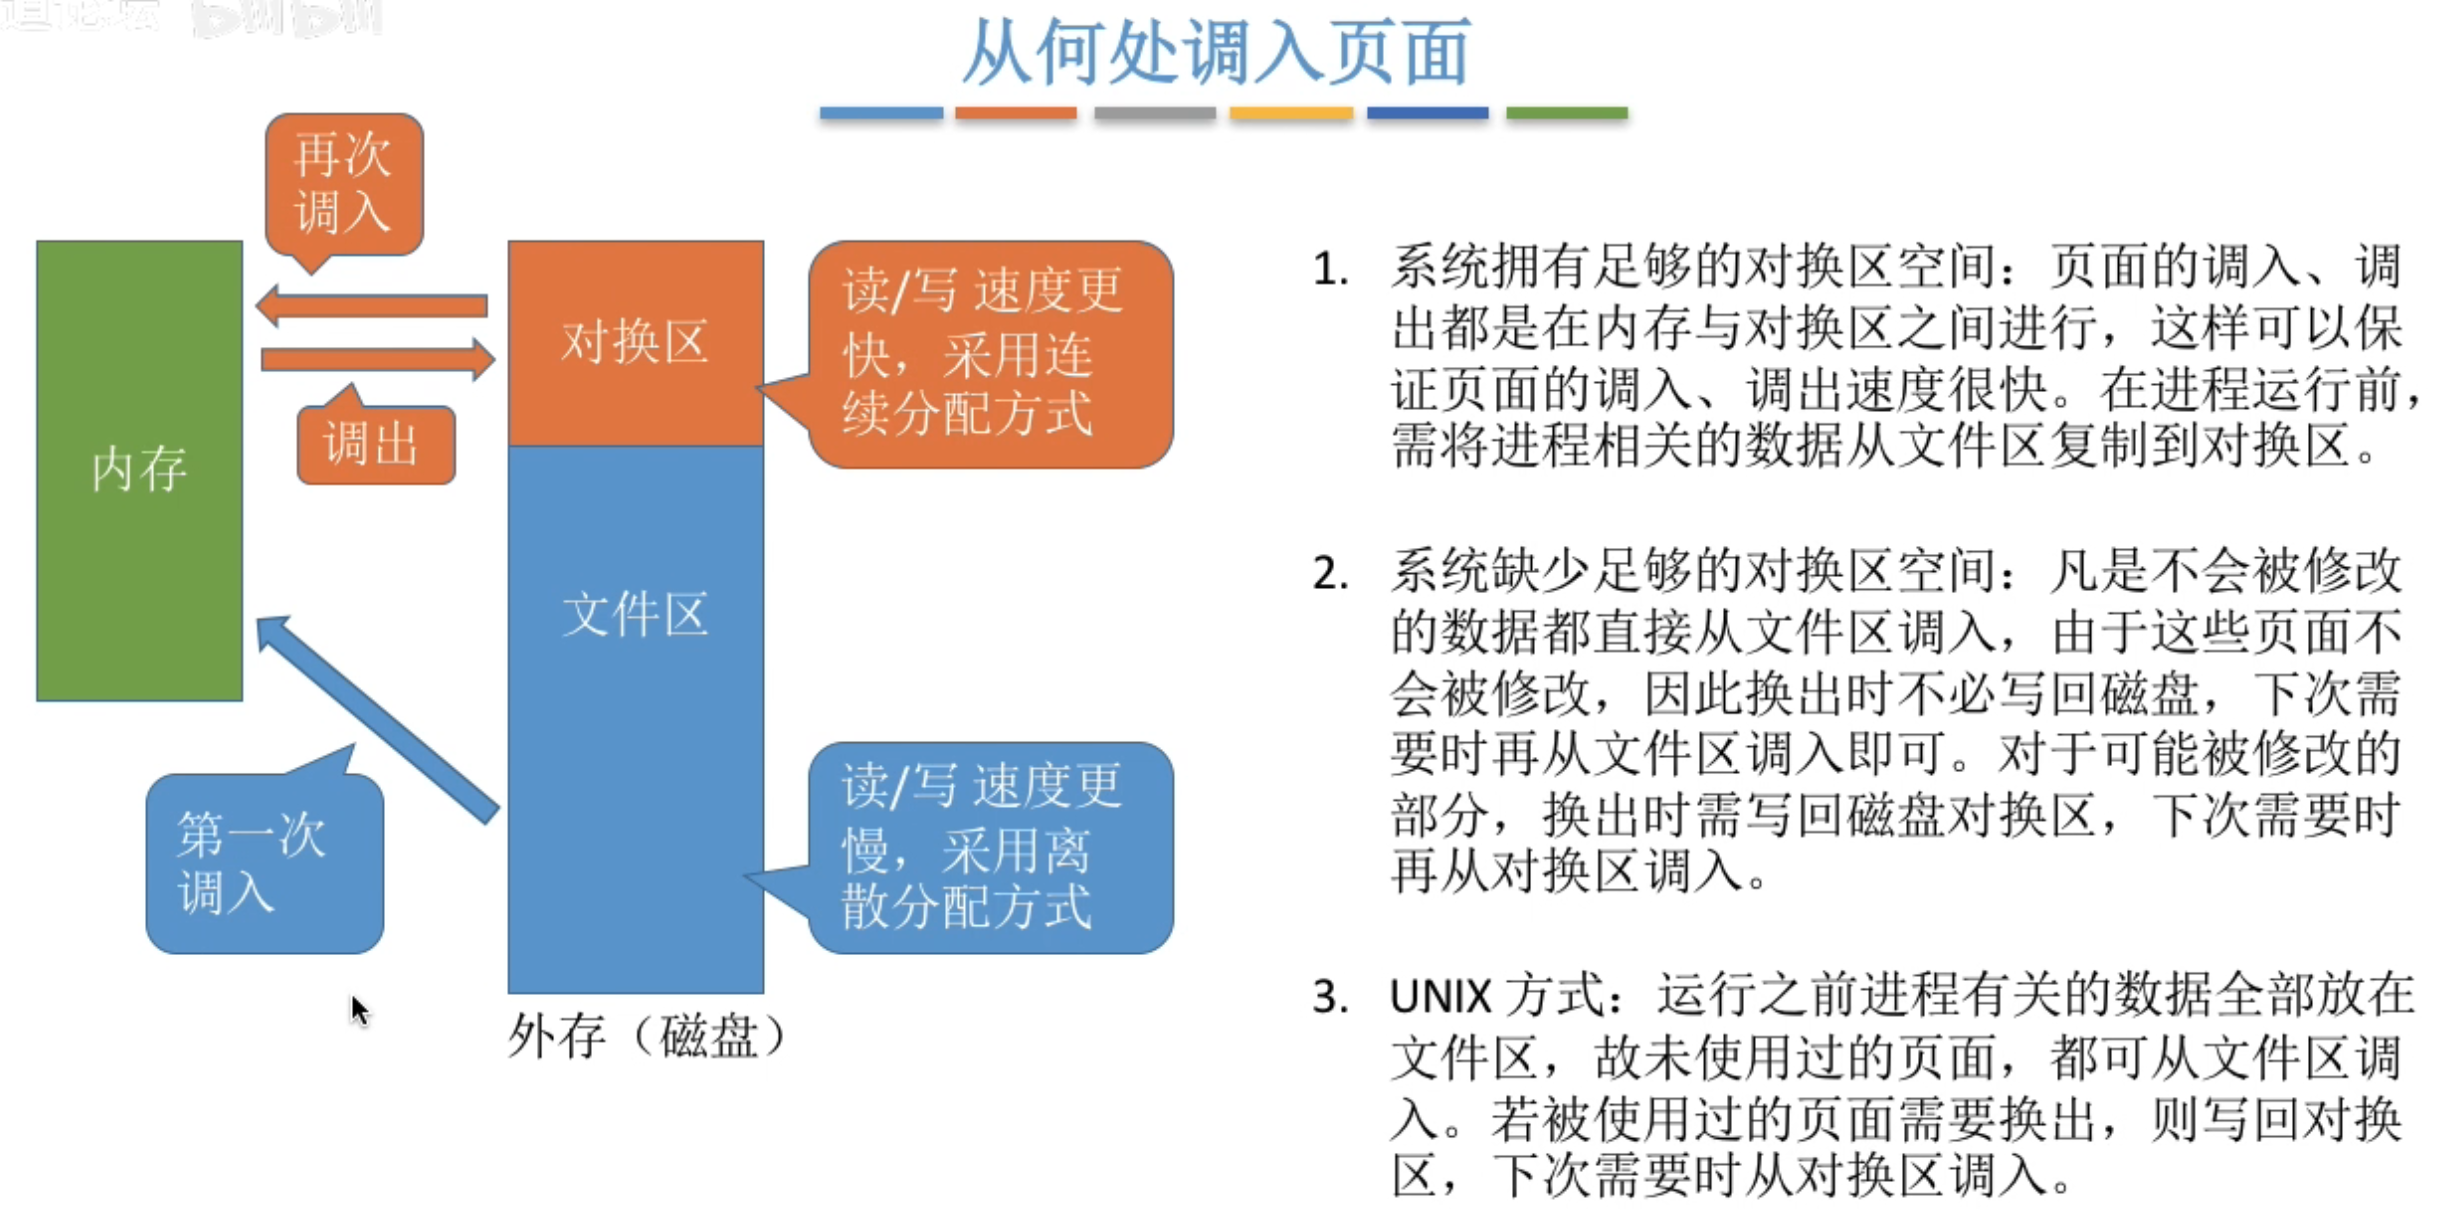 从何处调入页面
再次
调入
调出
内存
第一次
调入
对换区
文件区
外存（磁盘）
读/写 速度更
快，采用连
续分配方式
读/写 速度更
慢，采用离
散分配方式
1. 系统拥有足够的对换区空间：页面的调入、调
出都是在内存与对换区之间进行，这样可以保
证页面的调入、调出速度很快。在进程运行前，
需将进程相关的数据从文件区复制到对换区。
2. 系统缺少足够的对换区空间：凡是不会被修改
的数据都直接从文件区调入，由于这些页面不
会被修改，因此换出时不必写回磁盘，下次需
要时再从文件区调入即可。对于可能被修改的
部分，换出时需写回磁盘对换区，下次需要时
再从对换区调入。
3. UNIX 方式：运行之前进程有关的数据全部放在
文件区，故未使用过的页面，都可从文件区调
入。若被使用过的页面需要换出，则写回对换
区，下次需要时从对换区调入。